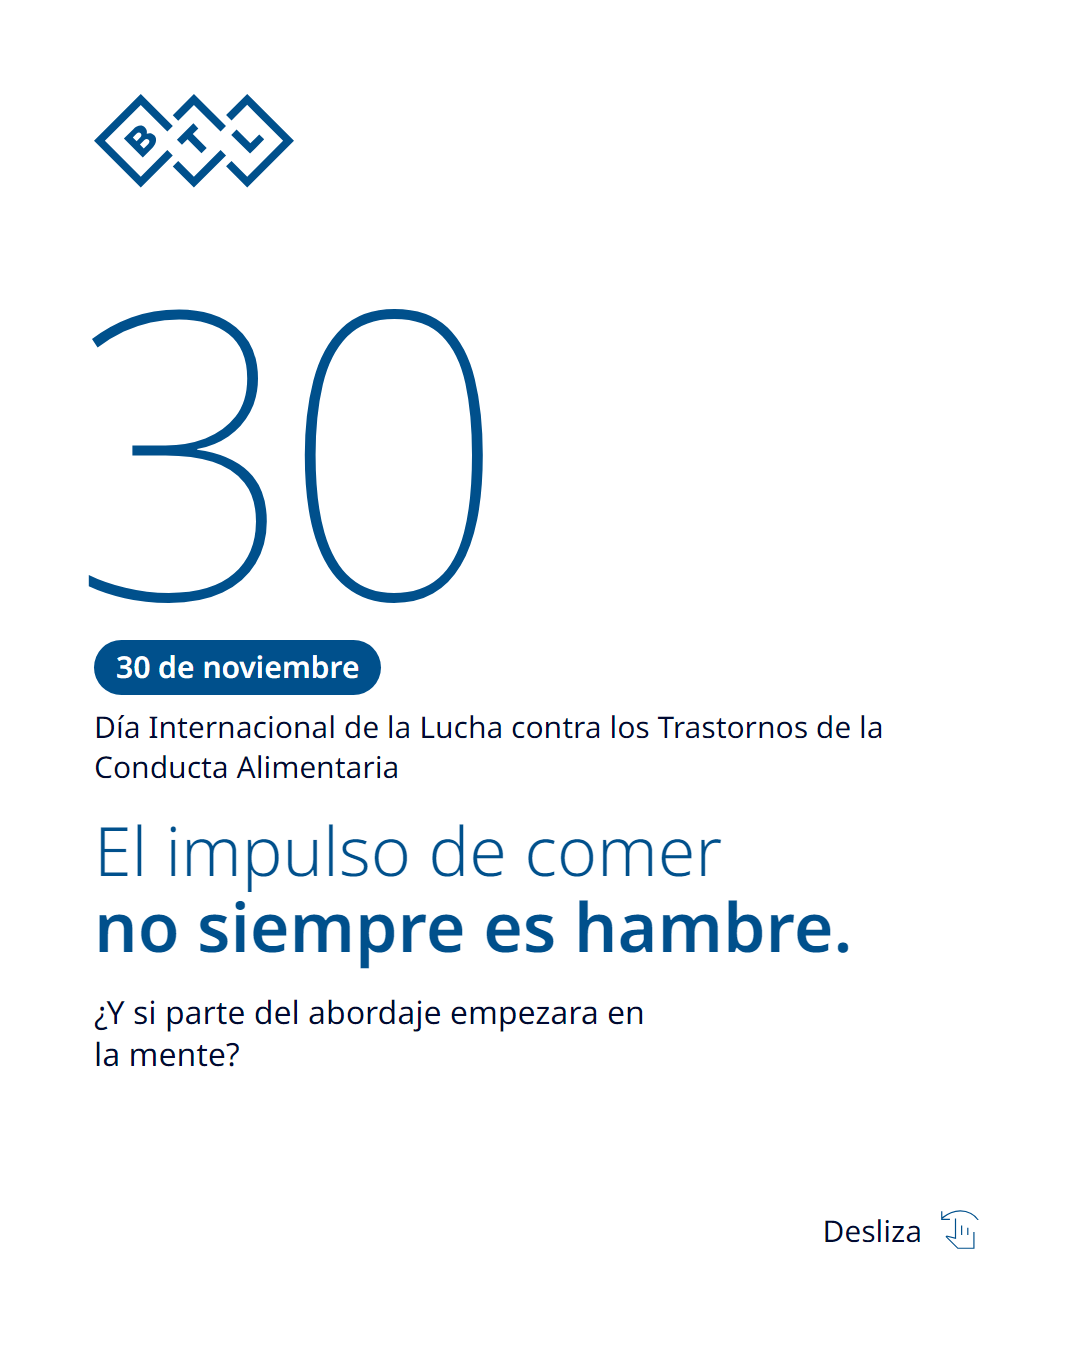 BTL
30
30 de noviembre
Día Internacional de la Lucha contra los Trastornos de la
Conducta Alimentaria
El impulso de comer
no siempre es hambre.
¿Y si parte del abordaje empezara en
la mente?
Desliza